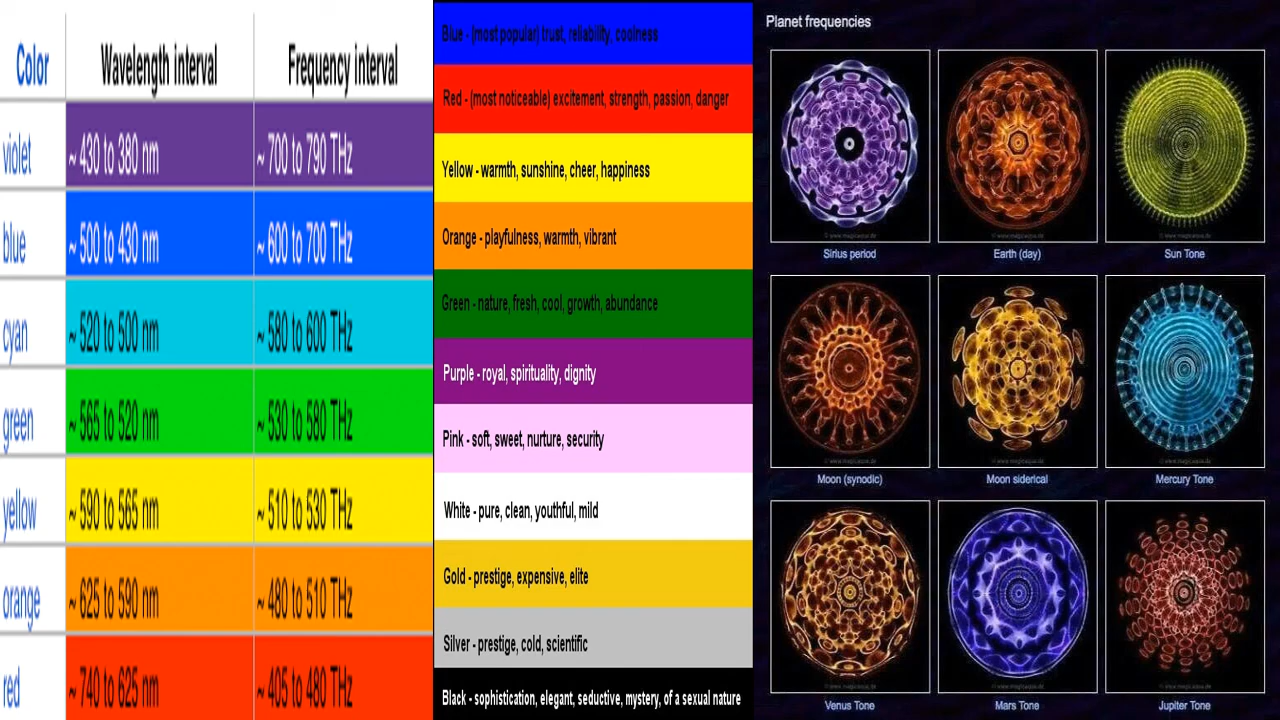 Color Wavelength interval Frequency interval
violet ~ 430 to 380 nm ~ 700 to 790 THz
blue ~ 500 to 430 nm ~ 600 to 700 THz
cyan ~ 520 to 500 nm ~ 580 to 600 THz
green ~ 565 to 520 nm ~ 530 to 580 THz
yellow ~ 590 to 565 nm ~ 510 to 530 THz
orange ~ 625 to 590 nm ~ 480 to 510 THz
red ~ 740 to 625 nm ~ 405 to 480 THz
Blue - (most popular) trust, reliability, coolness
Red - (most noticeable) excitement, strength, passion, danger
Yellow - warmth, sunshine, cheer, happiness
Orange - playfulness, warmth, vibrant
Green - nature, fresh, cool, growth, abundance
Purple - royal, spirituality, dignity
Pink - soft, sweet, nurture, security
White - pure, clean, youthful, mild
Gold - prestige, expensive, elite
Silver - prestige, cold, scientific
Black - sophistication, elegant, seductive, mystery, of a sexual nature
Planet frequencies
Sirius period Earth (day) Sun Tone
Moon (synodic) Moon siderical Mercury Tone
Venus Tone Mars Tone Jupiter Tone